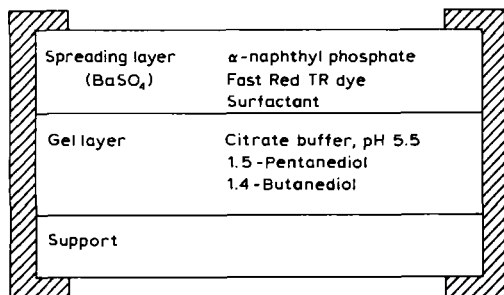 Spreading layer α-naphthyl phosphate
(BaSO₄) Fast Red TR dye
Surfactant
Gel layer Citrate buffer, pH 5.5
1.5-Pentanediol
1.4-Butanediol
Support